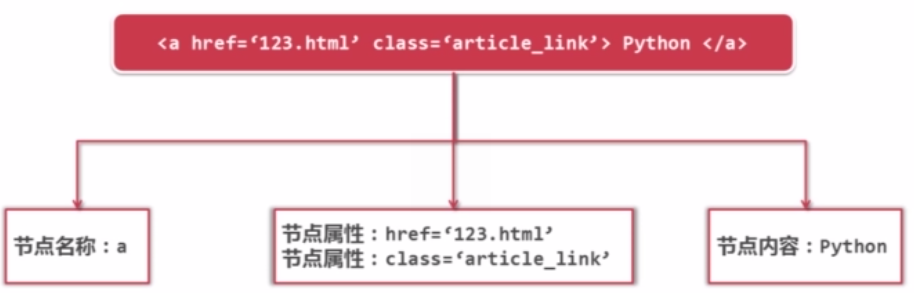 <a href=‘123.html’ class=‘article_link’> Python </a>
节点名称：a
节点属性：href=‘123.html’
节点属性：class=‘article_link’
节点内容：Python